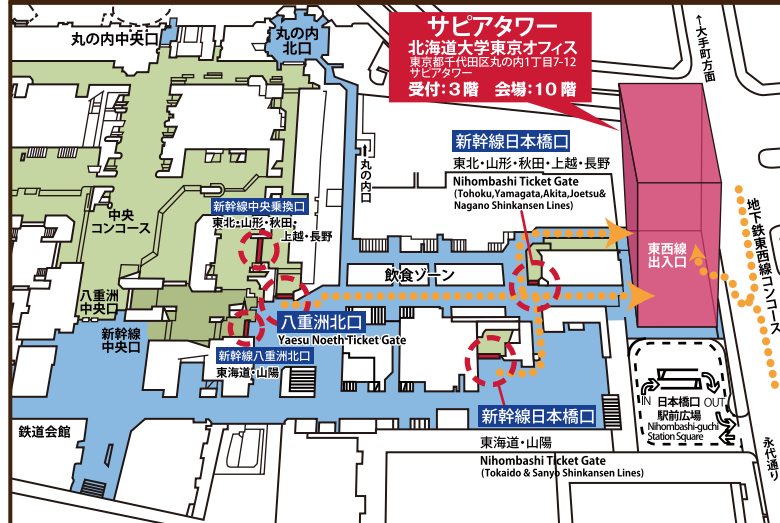 丸の内中央口
丸の内
北口
サピアタワー
北海道大学東京オフィス
東京都千代田区丸の内1丁目7-12
サピアタワー
受付:3階 会場:10階
←大手町方面
新幹線日本橋口
東北・山形・秋田・上越・長野
Nihombashi Ticket Gate
(Tohoku,Yamagata,Akita,Joetsu&
Nagano Shinkansen Lines)
←丸の内口
新幹線中央乗換口
東北・山形・秋田・
上越・長野
中央
コンコース
飲食ゾーン
東西線
出入口
地下鉄東西線コンコース
八重洲
中央口
新幹線
中央口
八重洲北口
Yaesu Noeth Ticket Gate
新幹線八重洲北口
東海道・山陽
新幹線日本橋口
東海道・山陽
Nihombashi Ticket Gate
(Tokaido & Sanyo Shinkansen Lines)
IN
OUT
日本橋口
駅前広場
Nihombashi-guchi
Station Square
鉄道会館
永代通り